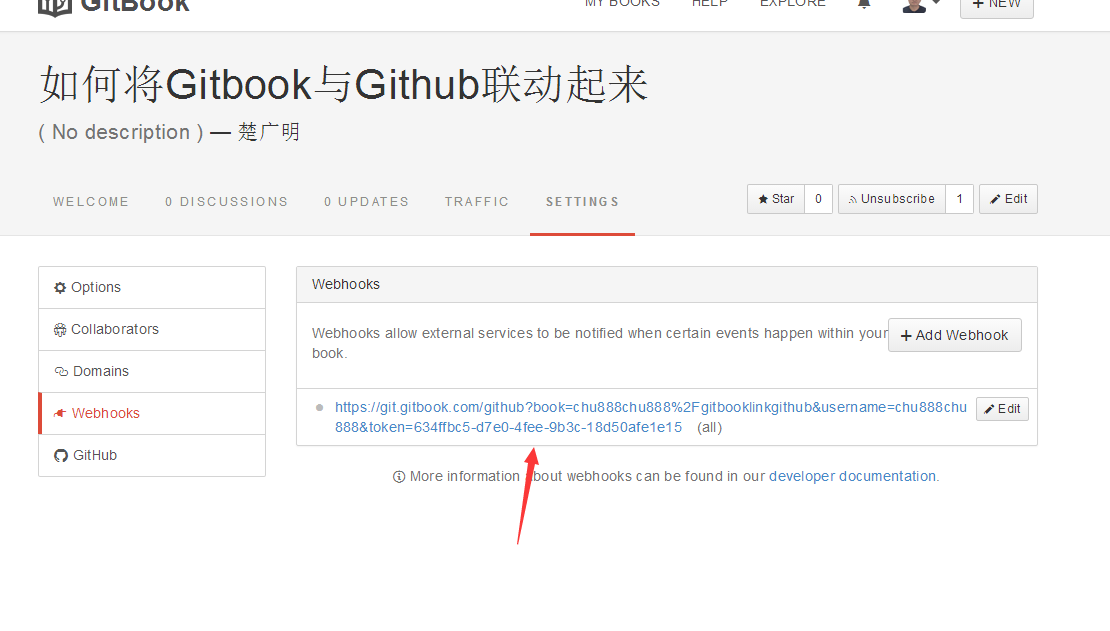 GitBook
MY BOOKS HELP EXPLORE + NEW
如何将Gitbook与Github联动起来
( No description ) — 楚广明
WELCOME 0 DISCUSSIONS 0 UPDATES TRAFFIC SETTINGS
Star 0 Unsubscribe 1 Edit
Options
Collaborators
Domains
Webhooks
GitHub
Webhooks
Webhooks allow external services to be notified when certain events happen within your
book.
+ Add Webhook
https://git.gitbook.com/github?book=chu888chu888%2Fgitbooklinkgithub&username=chu888chu
888&token=634ffbc5-d7e0-4fee-9b3c-18d50afe1e15 (all)
Edit
More information about webhooks can be found in our developer documentation.